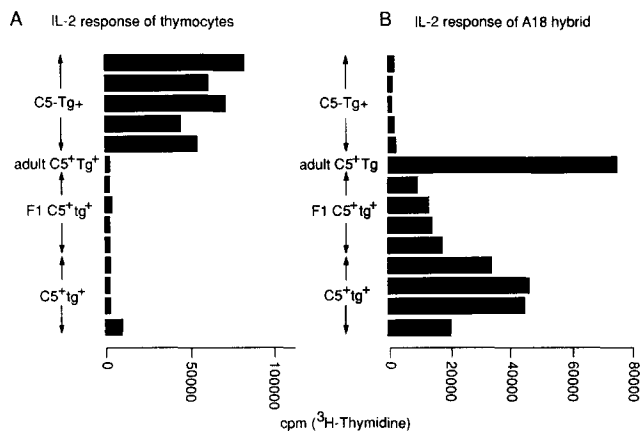 A IL-2 response of thymocytes
C5-Tg+
adult C5+Tg+
F1 C5+tg+
C5+tg+
0
50000
100000
B IL-2 response of A18 hybrid
C5-Tg+
adult C5+Tg
F1 C5+tg+
C5+tg+
0
20000
40000
60000
80000
cpm (3H-Thymidine)